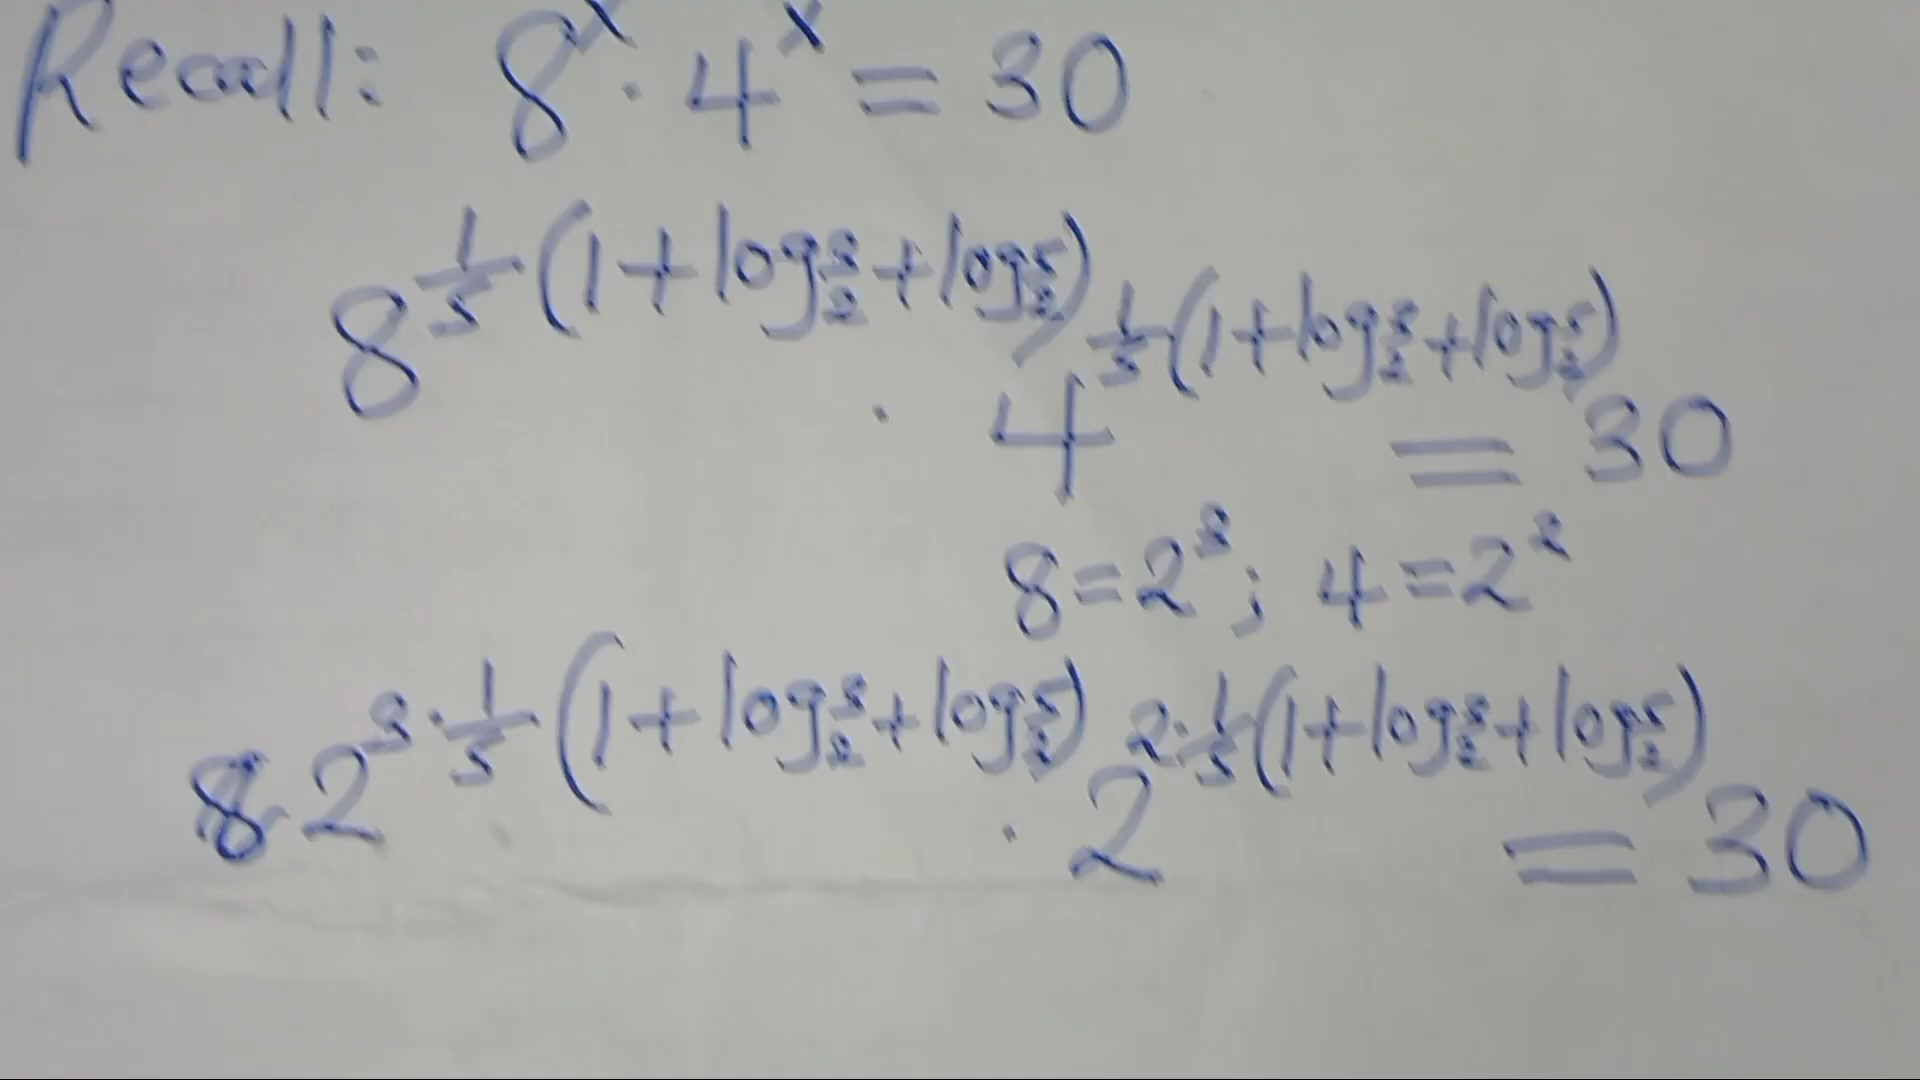 Recall: 8^x · 4^x = 30
8^{1/5(1 + log_2^3 + log_2^5)} · 4^{1/5(1 + log_2^3 + log_2^5)} = 30
8 = 2^3; 4 = 2^2
8 2^{3·1/5(1 + log_2^3 + log_2^5)} · 2^{2·1/5(1 + log_2^3 + log_2^5)} = 30